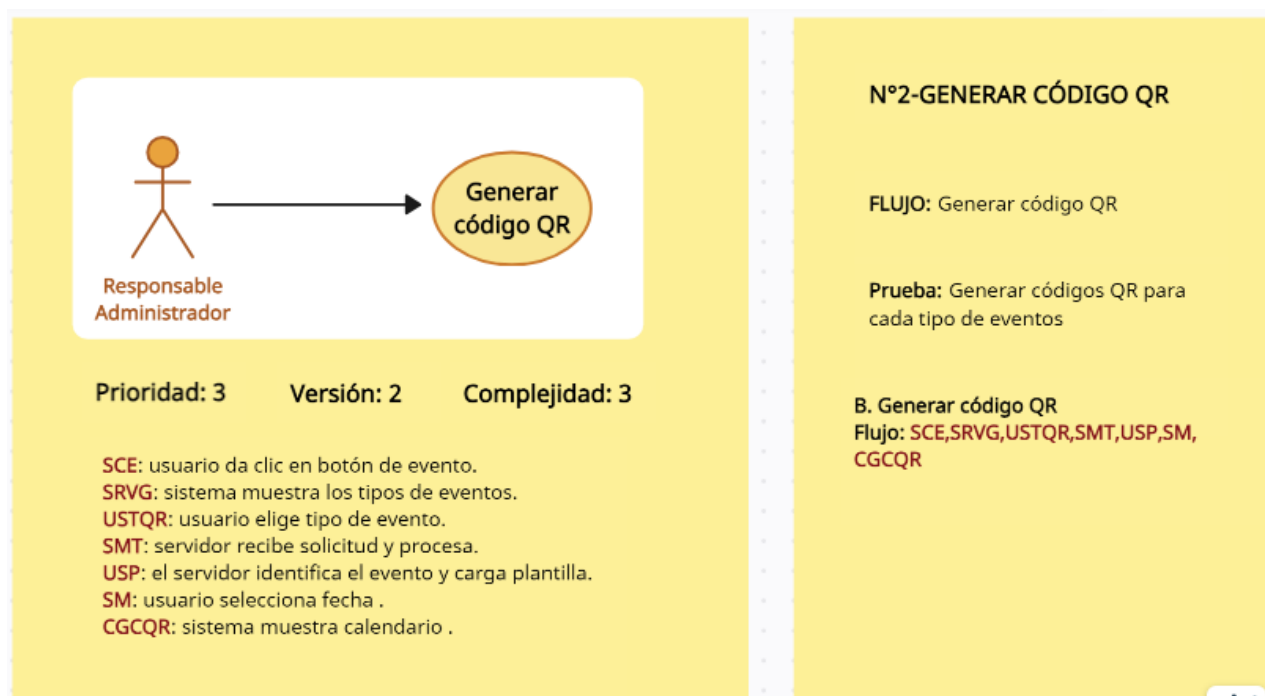 Generar
código QR
Responsable
Administrador
Prioridad: 3
Versión: 2
Complejidad: 3
SCE: usuario da clic en botón de evento.
SRVG: sistema muestra los tipos de eventos.
USTQR: usuario elige tipo de evento.
SMT: servidor recibe solicitud y procesa.
USP: el servidor identifica el evento y carga plantilla.
SM: usuario selecciona fecha .
CGCQR: sistema muestra calendario .
N°2-GENERAR CÓDIGO QR
FLUJO: Generar código QR
Prueba: Generar códigos QR para
cada tipo de eventos
B. Generar código QR
Flujo: SCE,SRVG,USTQR,SMT,USP,SM,
CGCQR